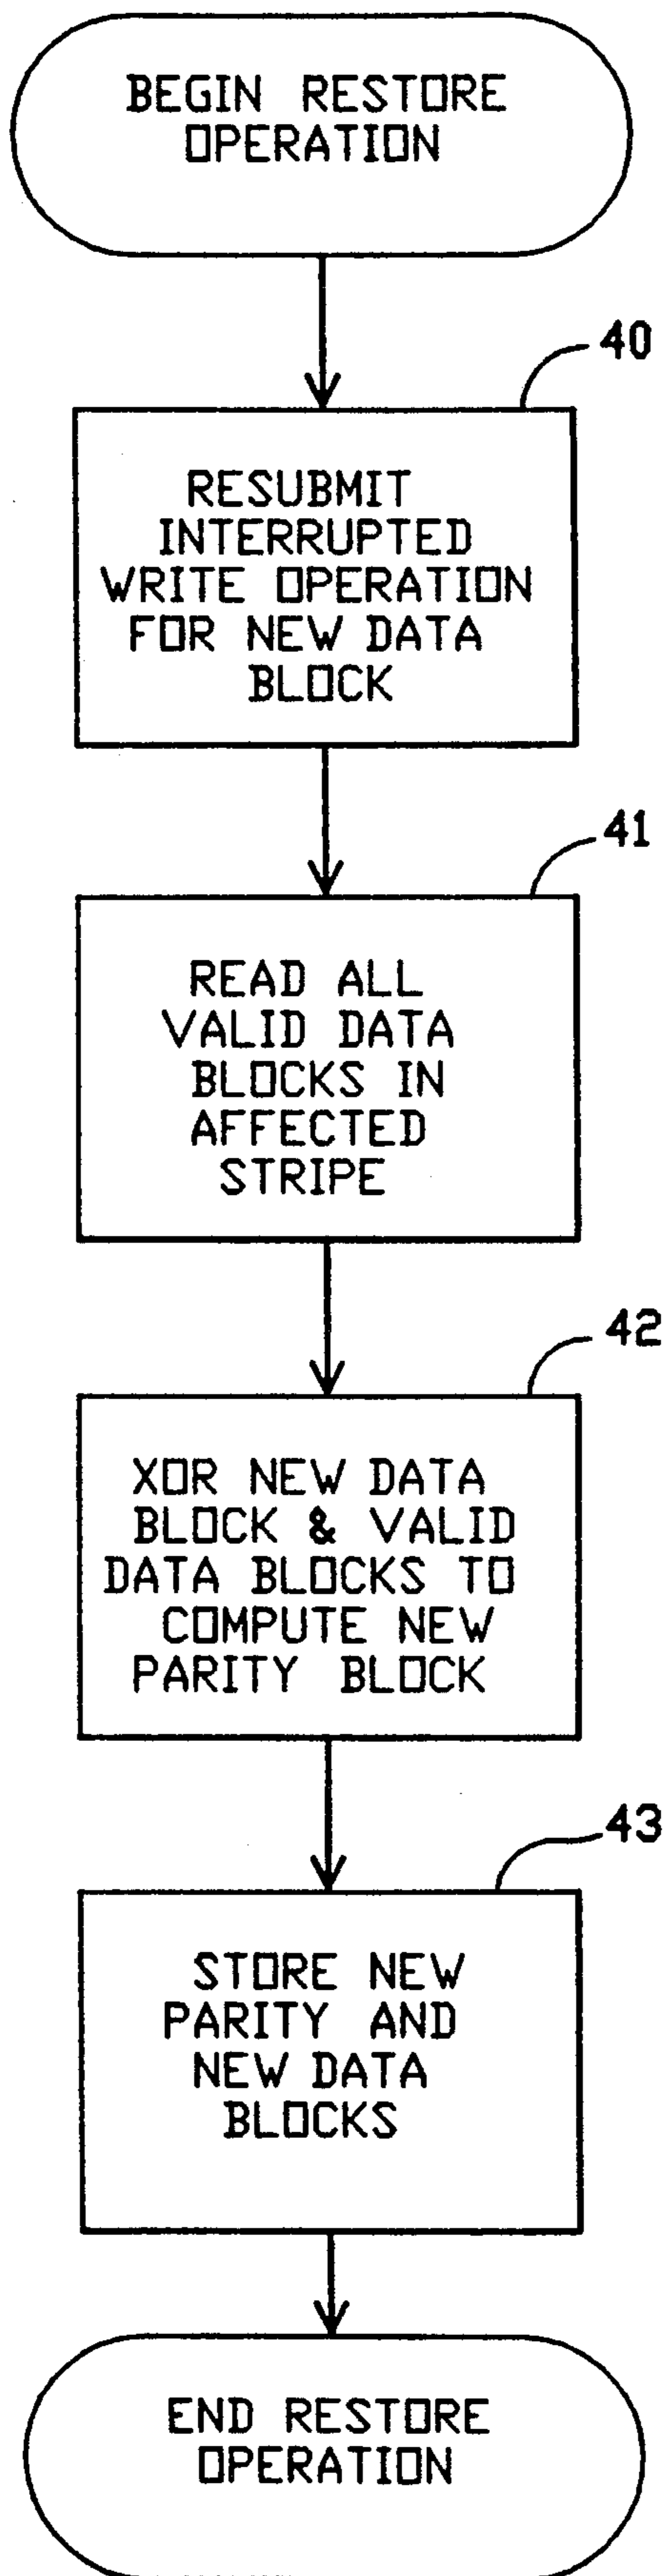 BEGIN RESTORE
OPERATION
40
RESUBMIT
INTERRUPTED
WRITE OPERATION
FOR NEW DATA
BLOCK
41
READ ALL
VALID DATA
BLOCKS IN
AFFECTED
STRIPE
42
XOR NEW DATA
BLOCK & VALID
DATA BLOCKS TO
COMPUTE NEW
PARITY BLOCK
43
STORE NEW
PARITY AND
NEW DATA
BLOCKS
END RESTORE
OPERATION